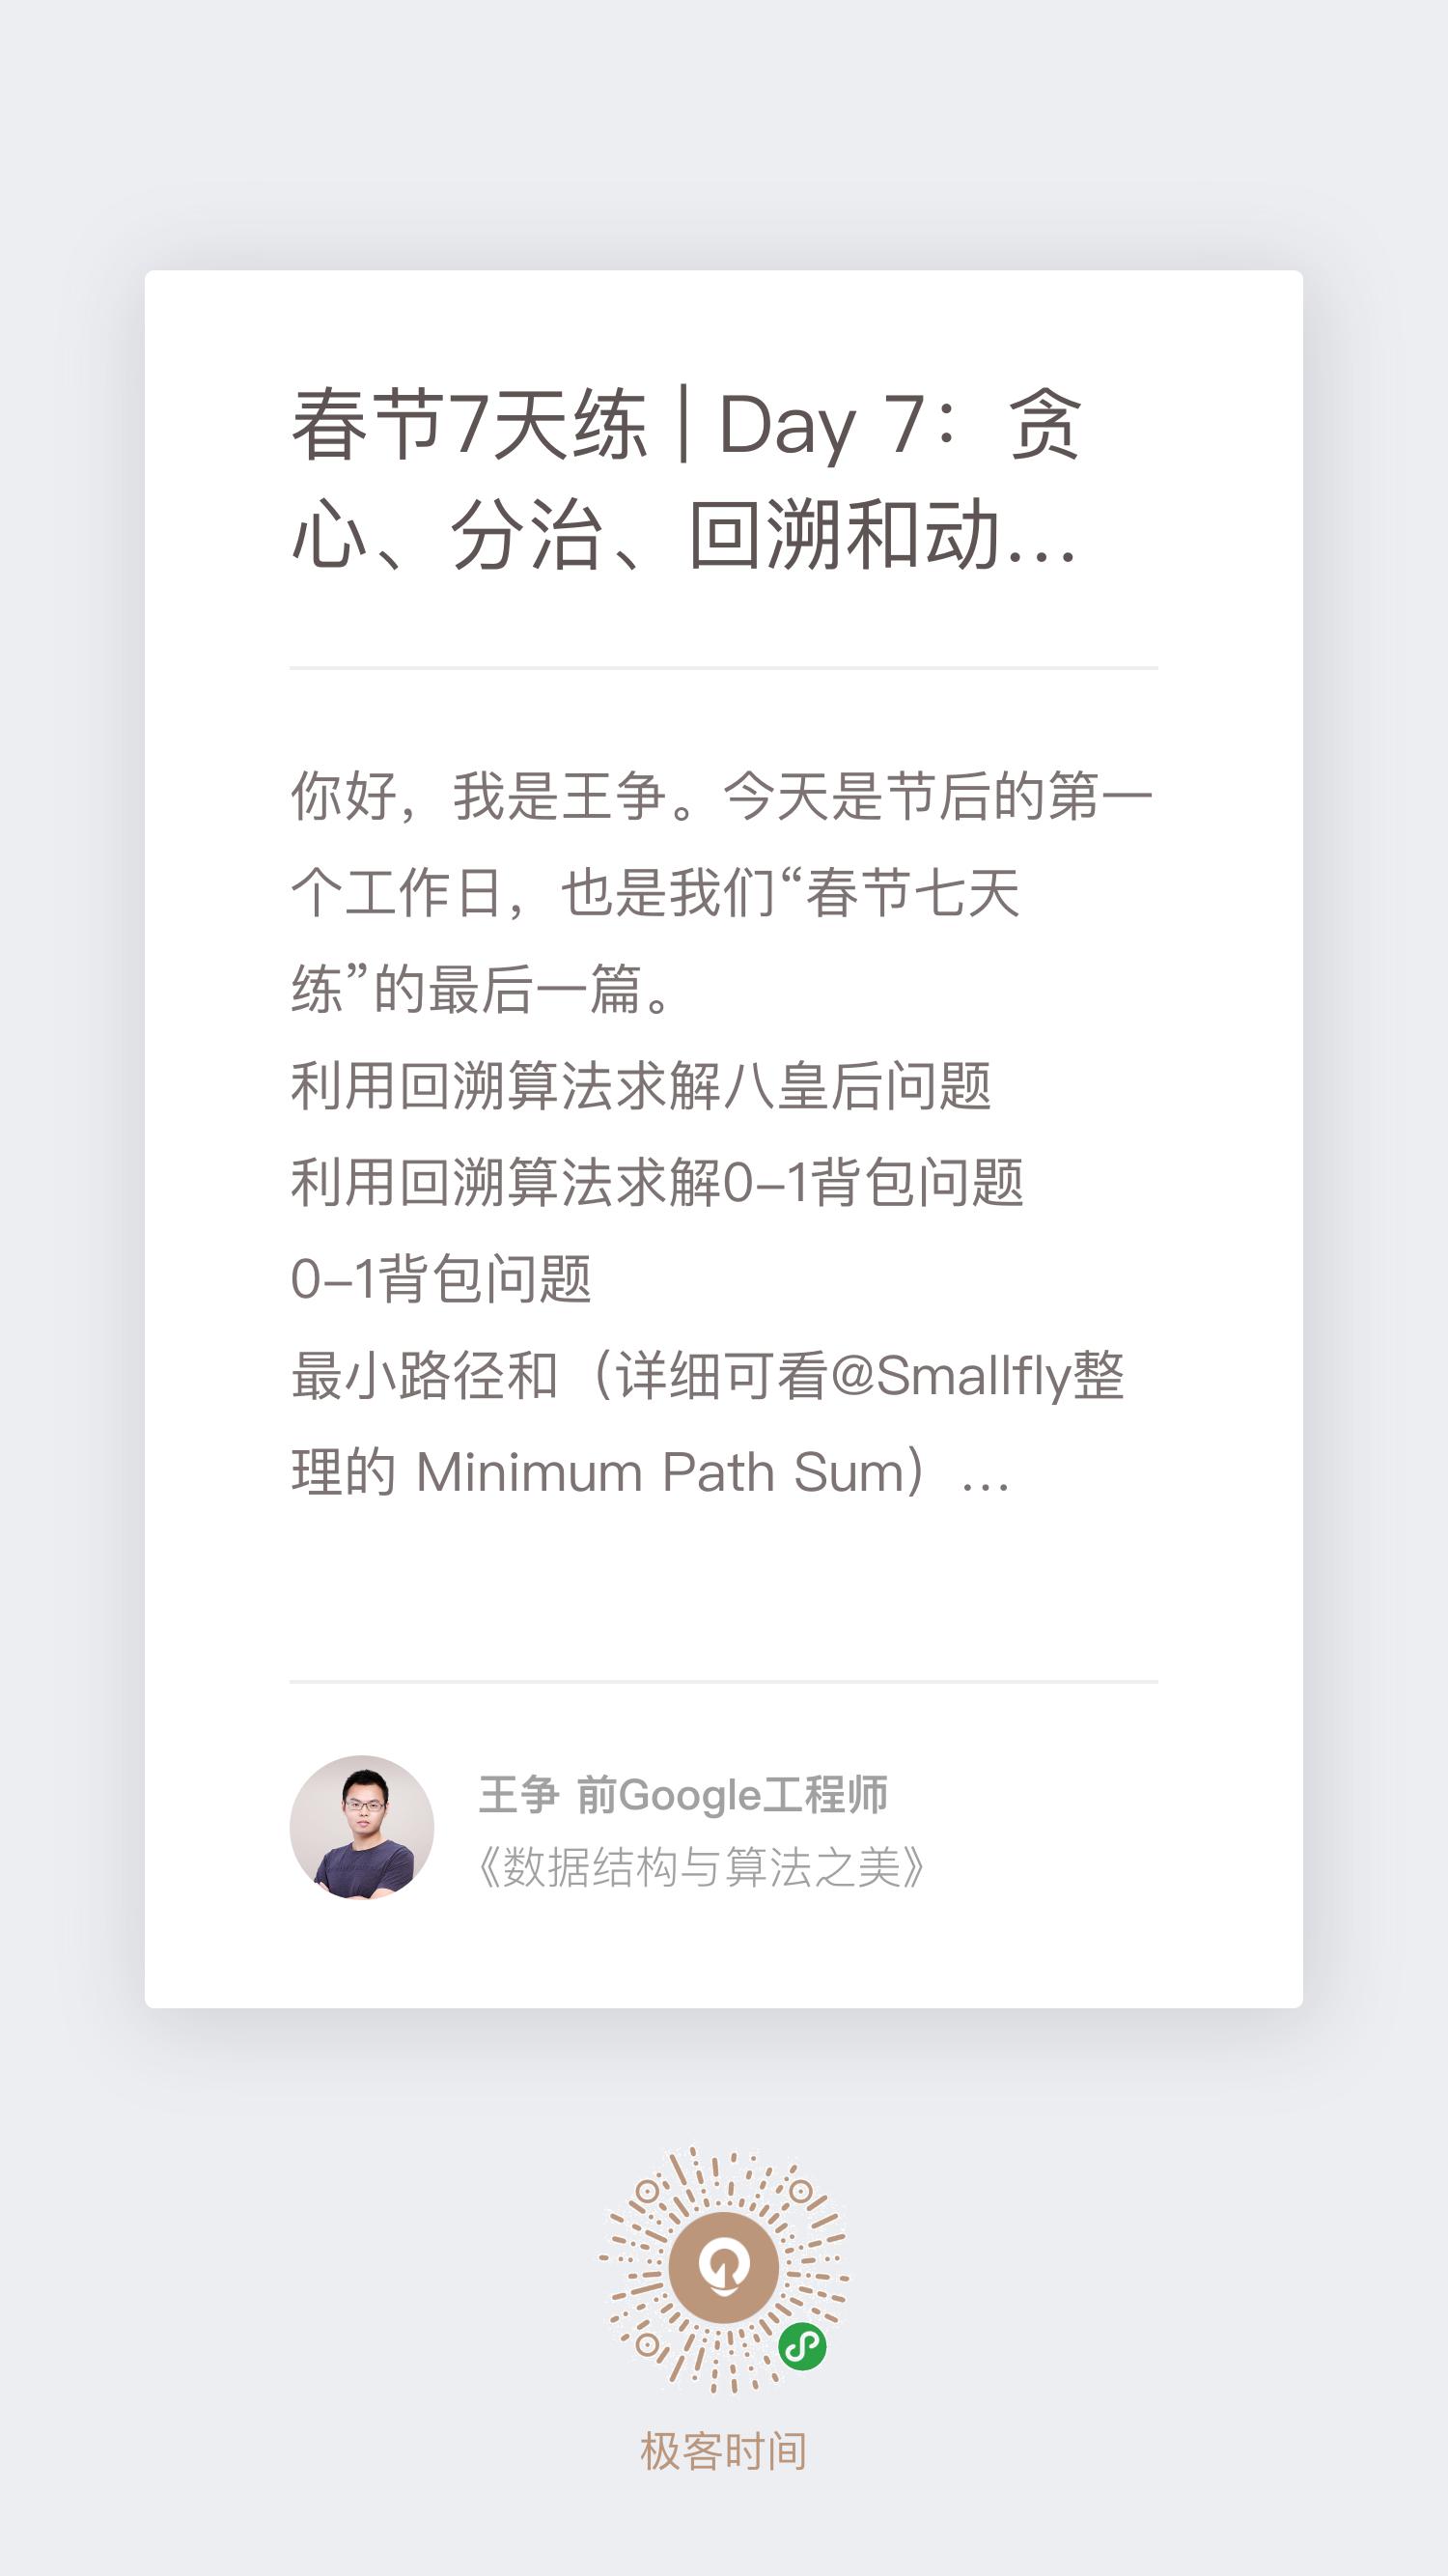 春节7天练 | Day 7：贪
心、分治、回溯和动...
你好，我是王争。今天是节后的第一
个工作日，也是我们“春节七天
练”的最后一篇。
利用回溯算法求解八皇后问题
利用回溯算法求解0-1背包问题
0-1背包问题
最小路径和（详细可看@Smallfly整
理的 Minimum Path Sum）...
王争 前Google工程师
《数据结构与算法之美》
极客时间